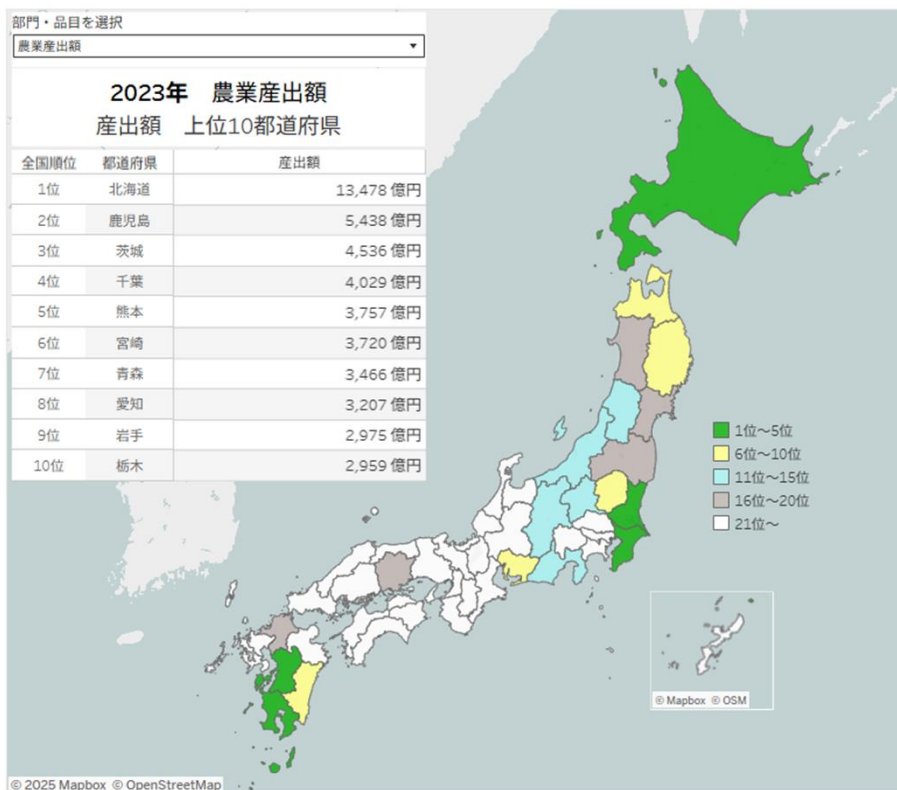 部門・品目を選択
農業産出額
2023年 農業産出額
産出額 上位10都道府県
全国順位 都道府県 産出額
1位 北海道 13,478 億円
2位 鹿児島 5,438 億円
3位 茨城 4,536 億円
4位 千葉 4,029 億円
5位 熊本 3,757 億円
6位 宮崎 3,720 億円
7位 青森 3,466 億円
8位 愛知 3,207 億円
9位 岩手 2,975 億円
10位 栃木 2,959 億円
1位～5位
6位～10位
11位～15位
16位～20位
21位～
© Mapbox © OSM
© 2025 Mapbox © OpenStreetMap